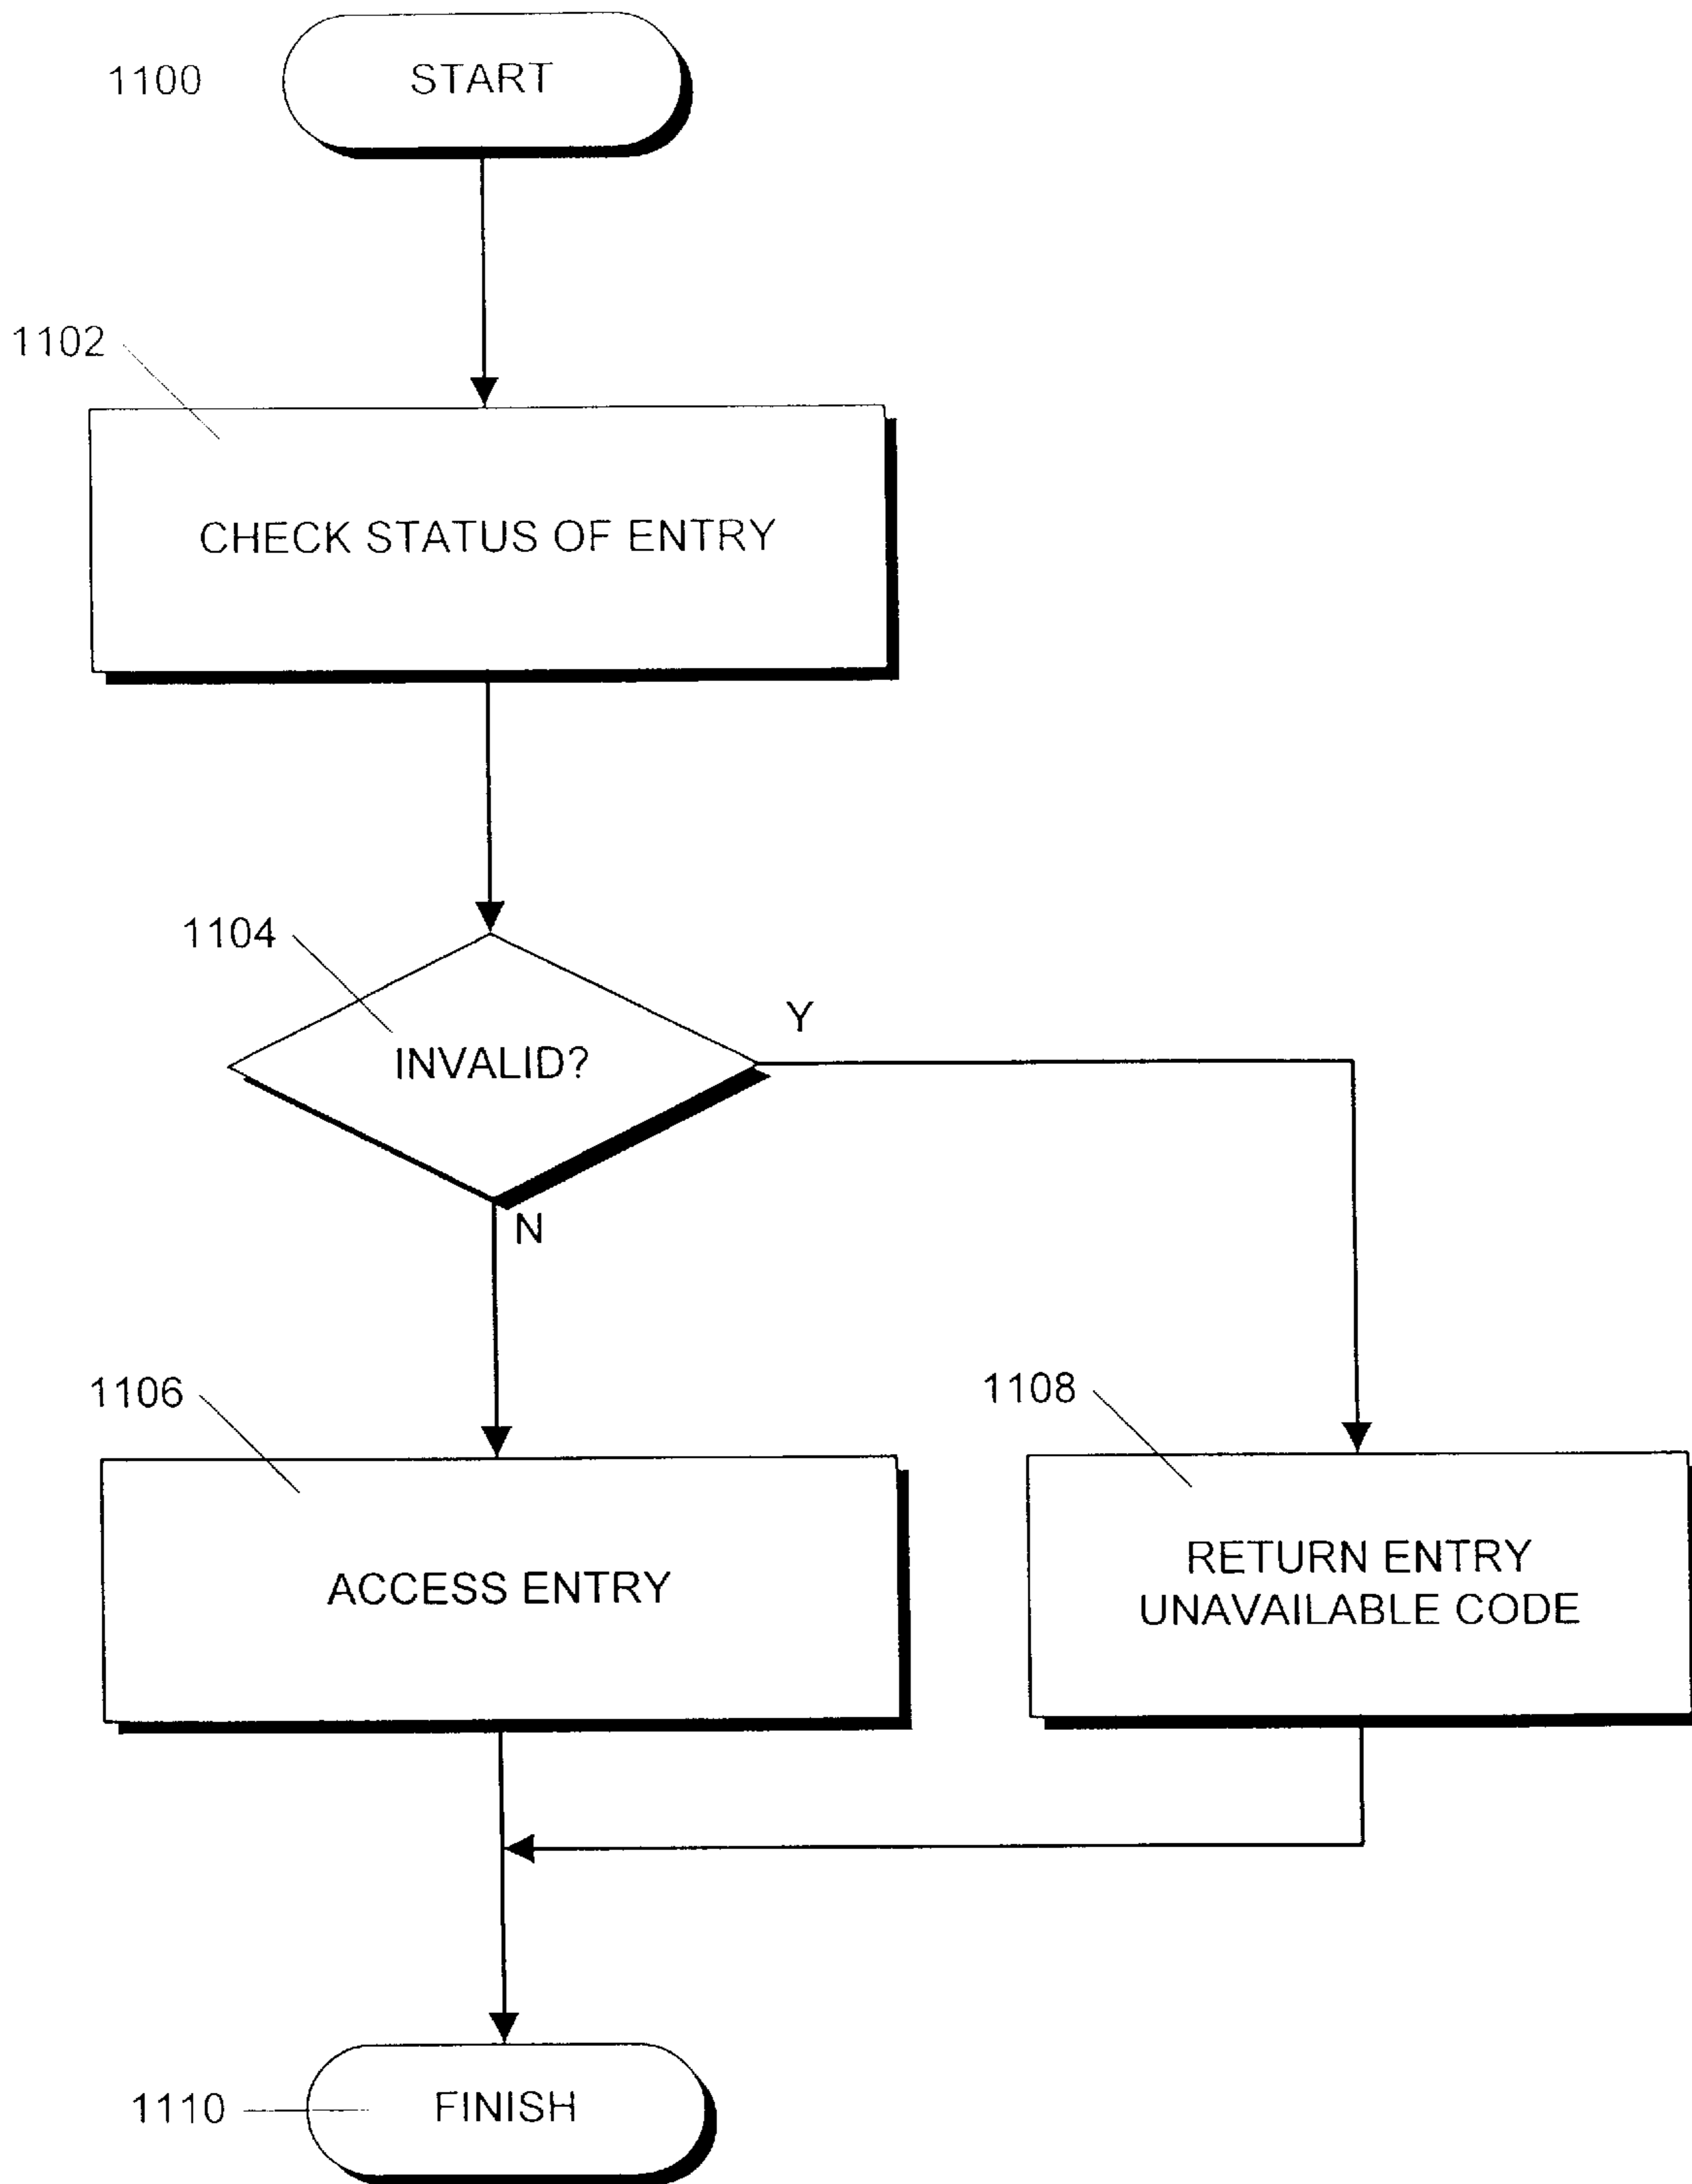 1100
START
1102
CHECK STATUS OF ENTRY
1104
INVALID?
Y
N
1106
ACCESS ENTRY
1108
RETURN ENTRY
UNAVAILABLE CODE
1110
FINISH